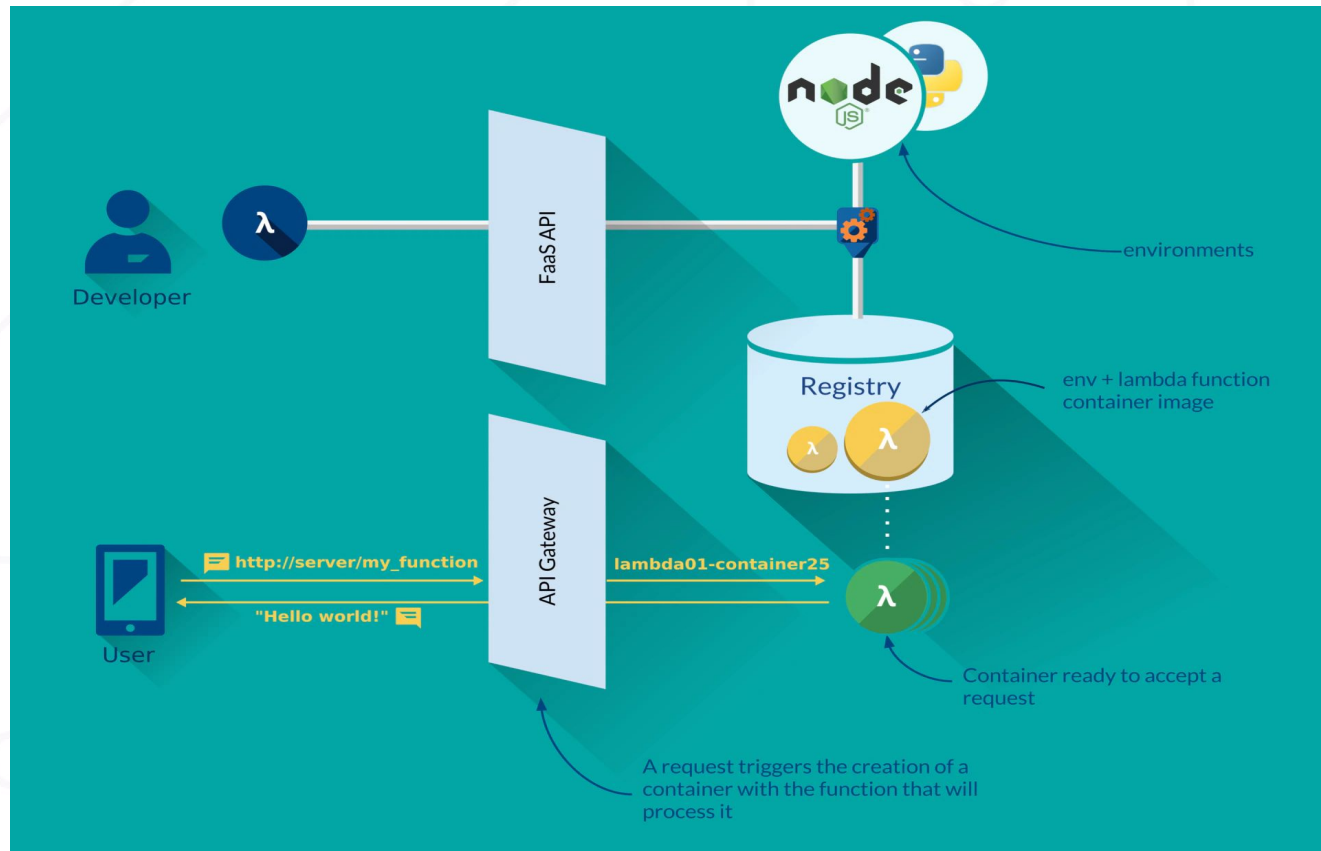 node
JS
λ
FaaS API
environments
Developer
Registry
env + lambda function
container image
λ
λ
API Gateway
http://server/my_function
lambda01-container25
λ
"Hello world!"
User
Container ready to accept a
request
A request triggers the creation of a
container with the function that will
process it